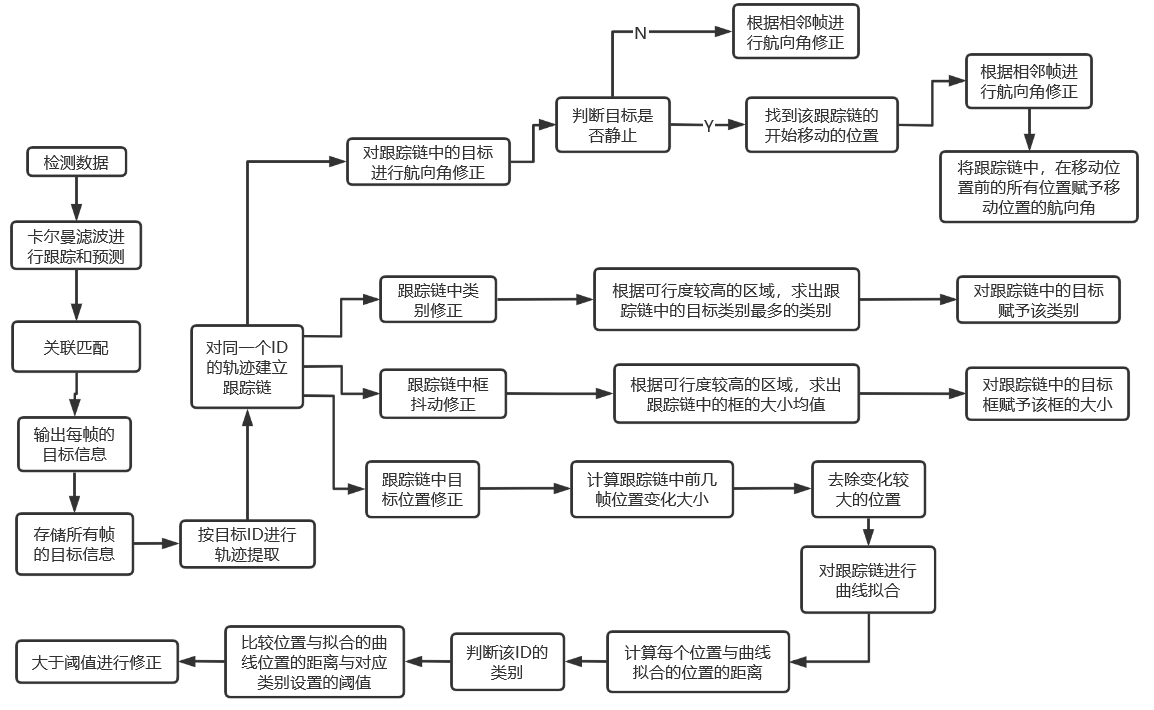 检测数据
卡尔曼滤波进
行跟踪和预测
关联匹配
输出每帧的
目标信息
存储所有帧
的目标信息
按目标ID进行
轨迹提取
对同一个ID
的轨迹建立
跟踪链
对跟踪链中的目标
进行航向角修正
判断目标是
否静止
N
根据相邻帧进
行航向角修正
Y
找到该跟踪链的
开始移动的位置
根据相邻帧进
行航向角修正
将跟踪链中，在移动位
置前的所有位置赋予移
动位置的航向角
跟踪链中类
别修正
根据可行度较高的区域，求出跟
踪链中的目标类别最多的类别
对跟踪链中的目标
赋予该类别
跟踪链中框
抖动修正
根据可行度较高的区域，求出
跟踪链中的框的大小均值
对跟踪链中的目标
框赋予该框的大小
跟踪链中目
标位置修正
计算跟踪链中前几
帧位置变化大小
去除变化较
大的位置
对跟踪链进行
曲线拟合
计算每个位置与曲线
拟合的位置的距离
判断该ID的
类别
比较位置与拟合的曲
线位置的距离与对应
类别设置的阈值
大于阈值进行修正